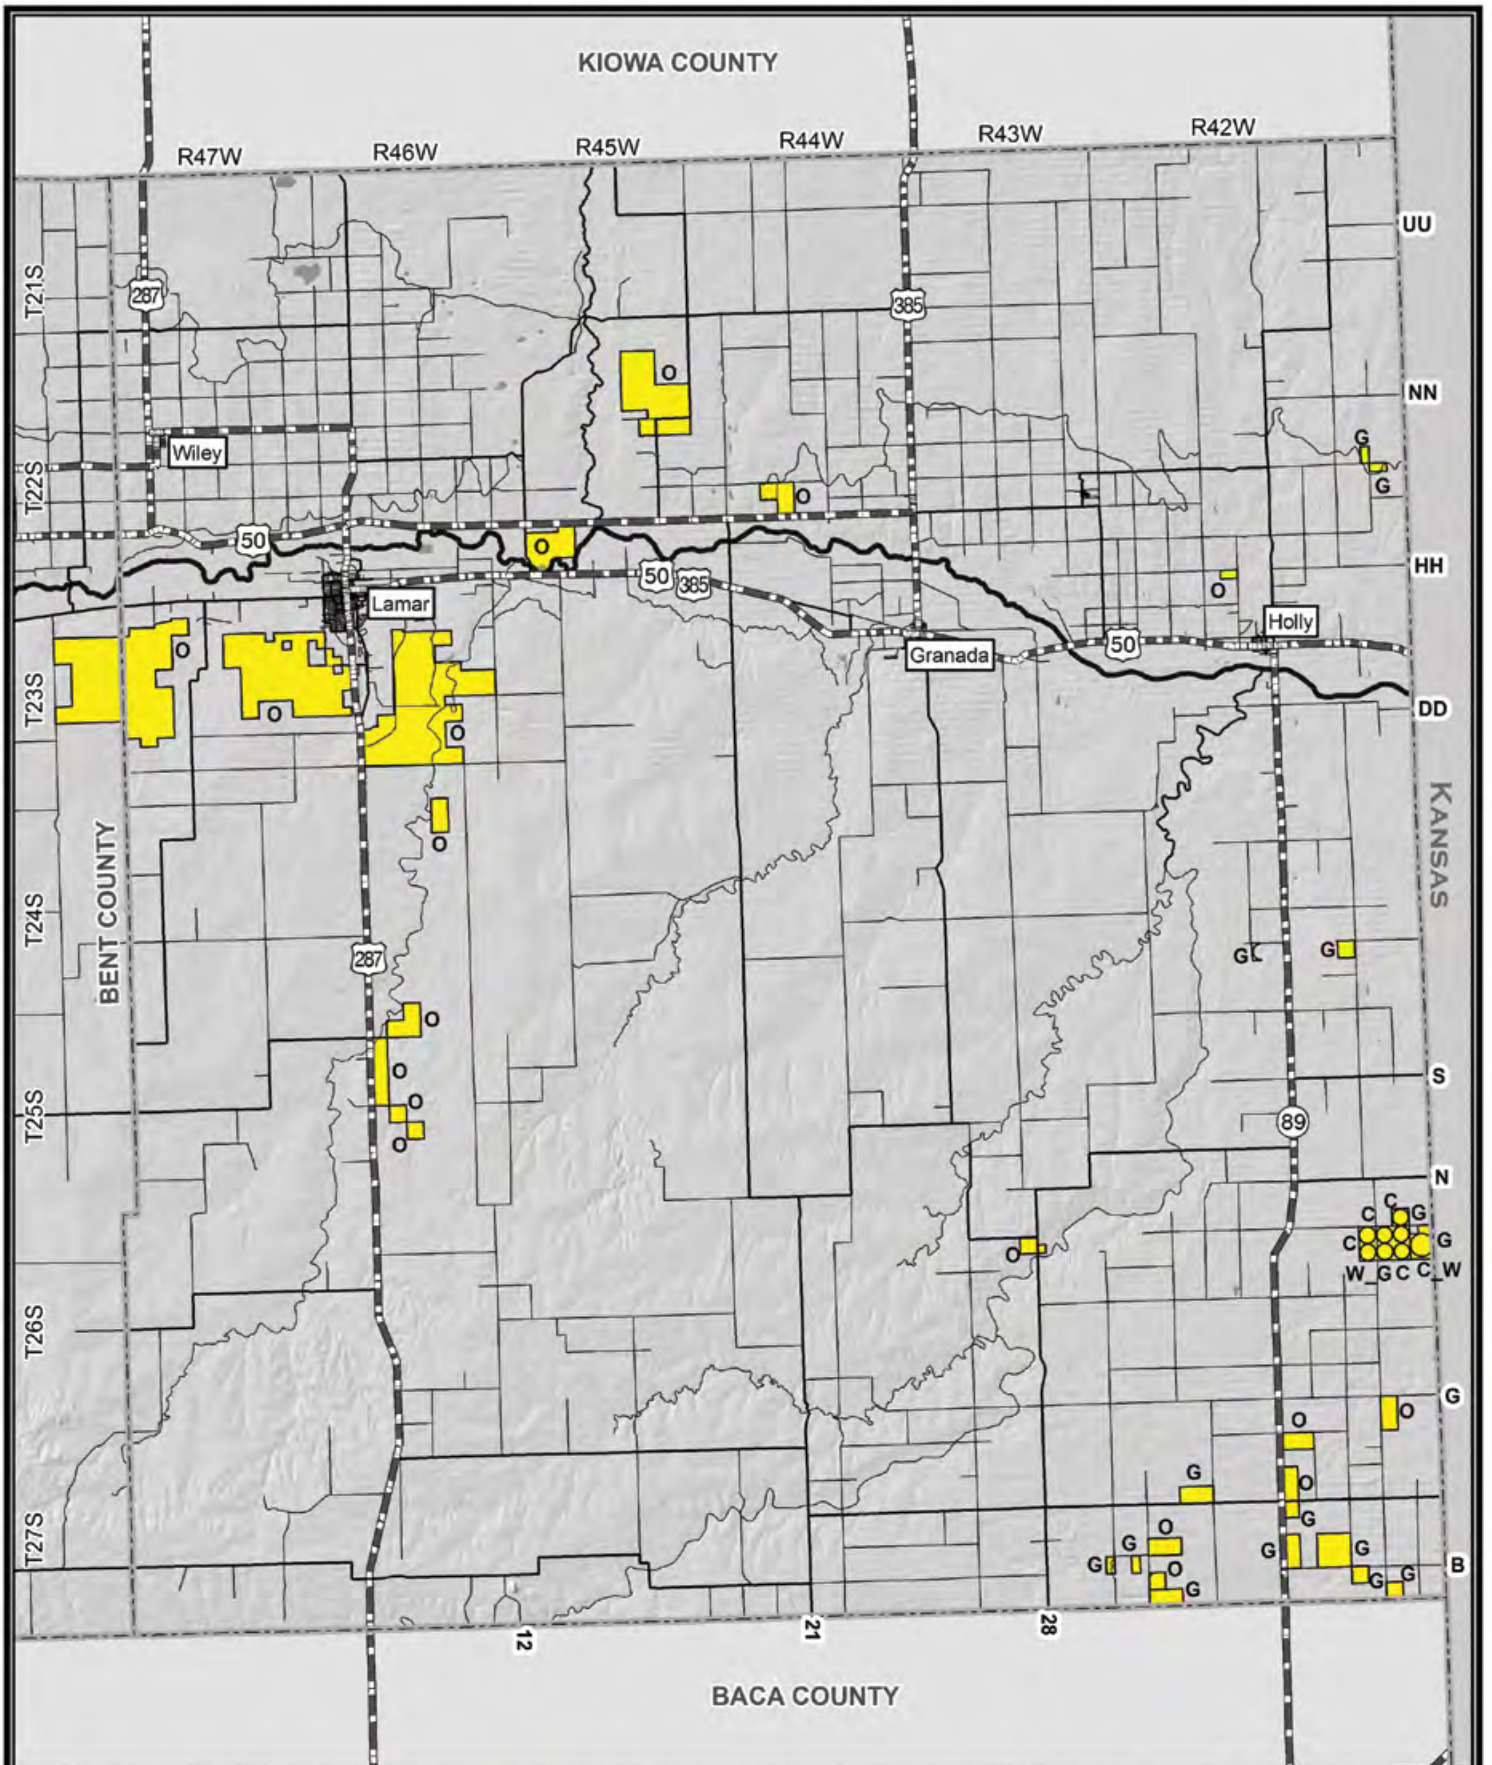 KIOWA COUNTY
R47W R46W R45W R44W R43W R42W
UU
T21S
287
385
O
NN
G
Wiley
T22S
O
G
50
O
HH
50
385
O
Lamar
Holly
O
50
Granada
T23S
O
DD
O
O
KANSAS
BENT COUNTY
T24S
G
G
287
O
O
S
O
T25S
89
O
N
C
C
G
C
G
O
W
G
C
C
W
T26S
G
O
O
G
O
G
T27S
O
G
G
G
G
O
B
G
G
G
12
21
28
BACA COUNTY